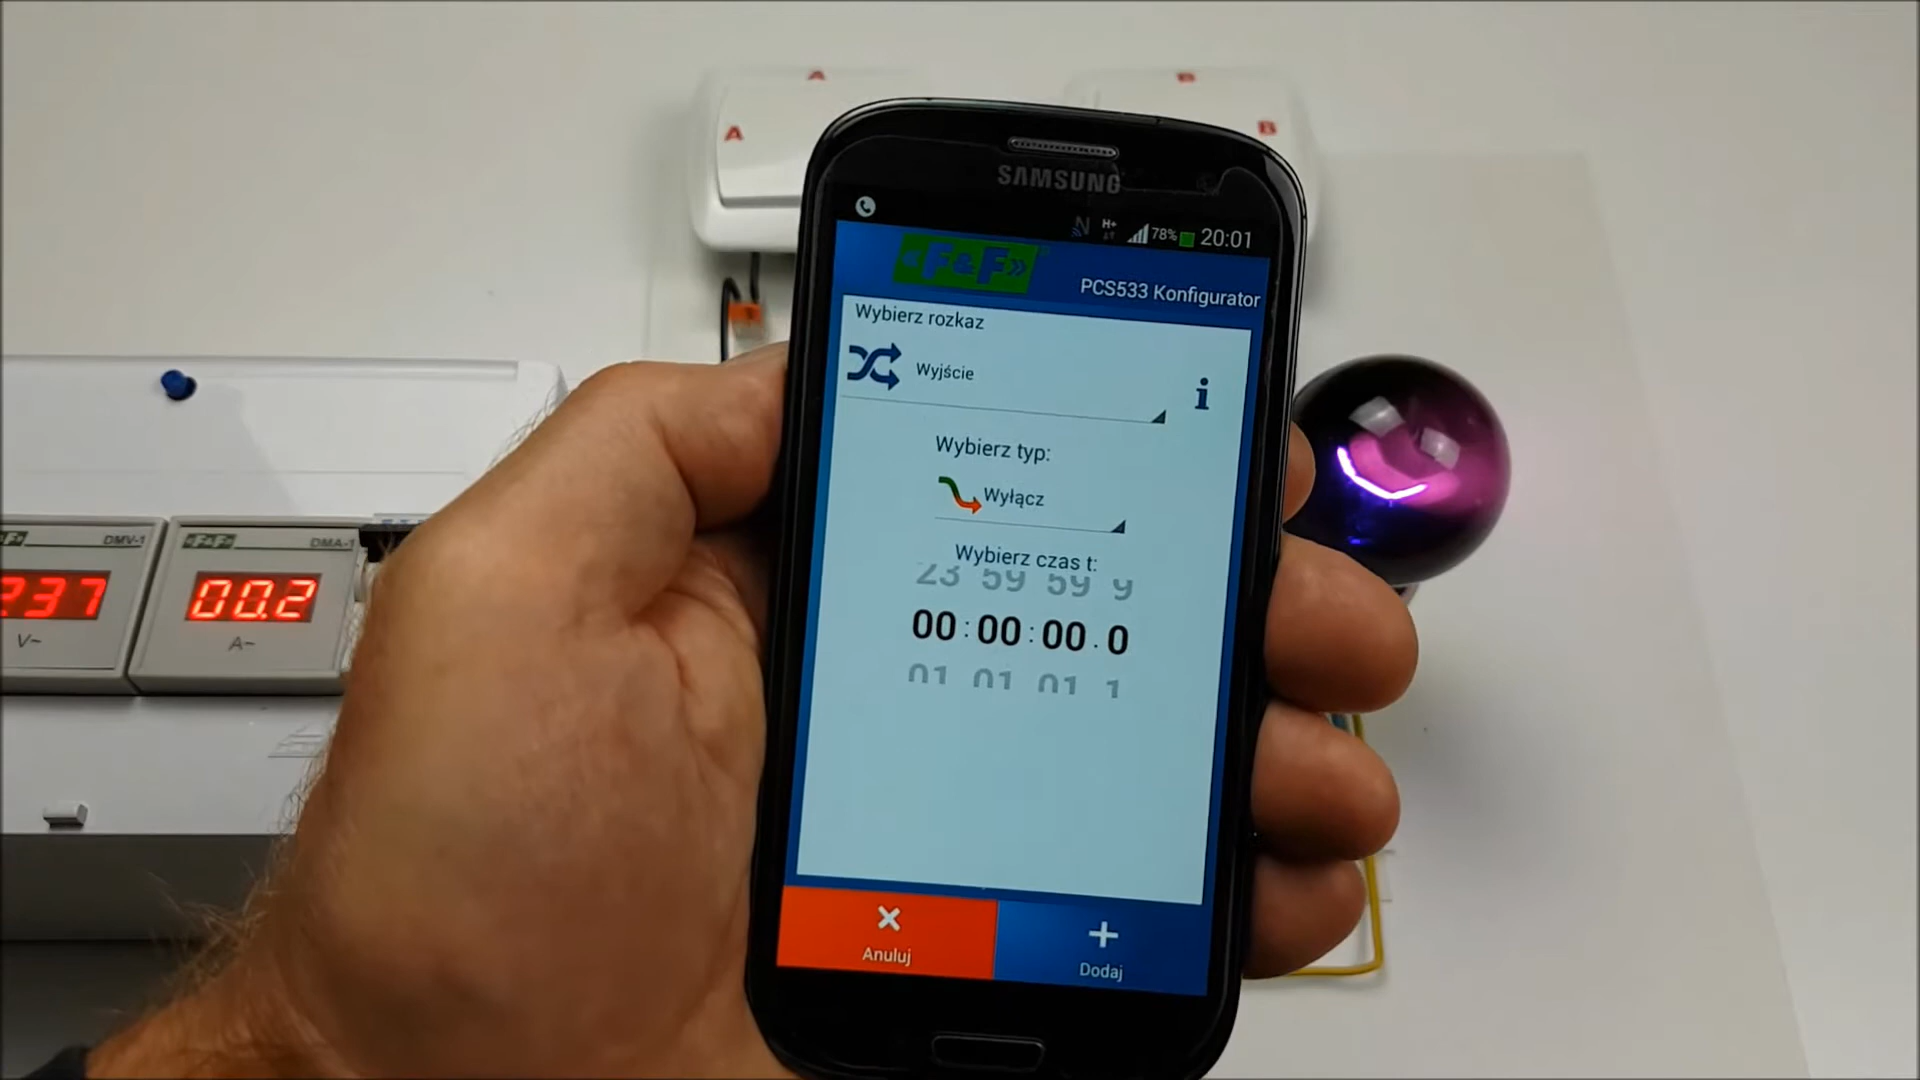 A
B
A
B
SAMSUNG
H+
78%
20:01
«F&F»
PCS533 Konfigurator
Wybierz rozkaz
Wyjście
i
Wybierz typ:
Wyłącz
Wybierz czas t:
23 59 59 9
00:00:00.0
01 01 01 1
Anuluj
Dodaj
DMV-1
237
V~
«F&F»
DMA-1
00.2
A~